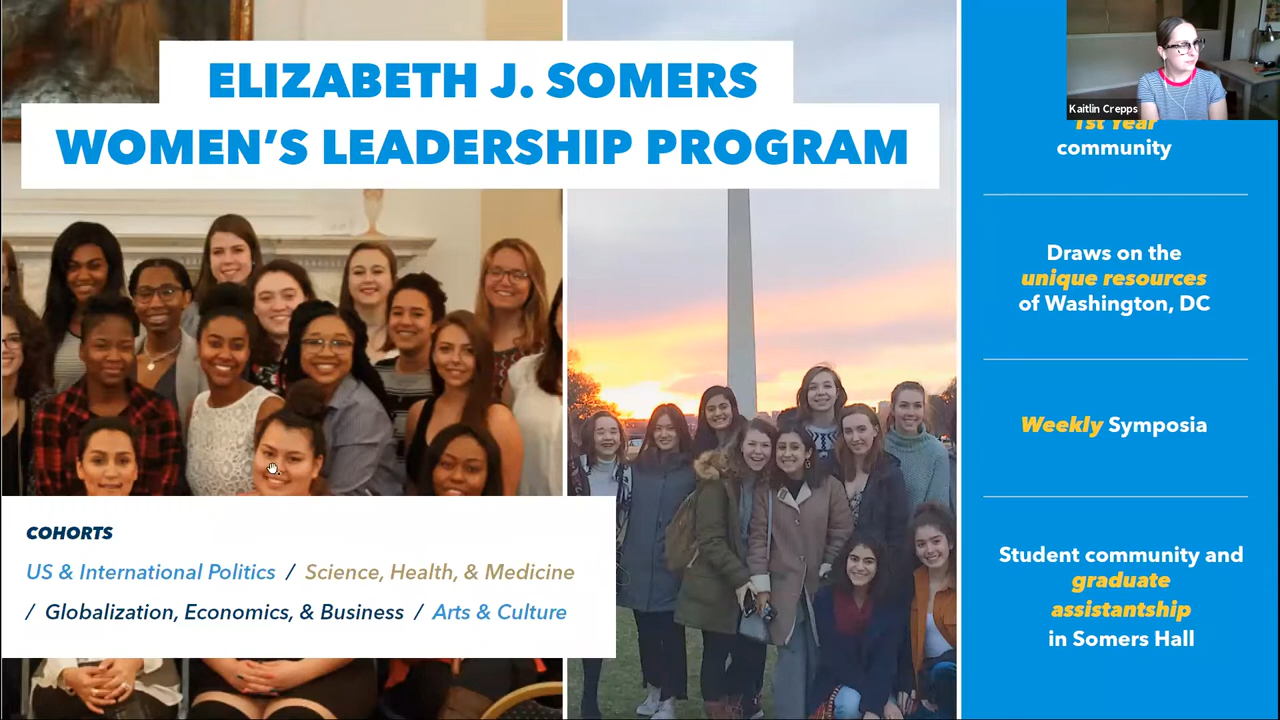 ELIZABETH J. SOMERS
WOMEN'S LEADERSHIP PROGRAM
COHORTS
US & International Politics / Science, Health, & Medicine
/ Globalization, Economics, & Business / Arts & Culture
Kaitlin Crepps
1st Year
community
Draws on the
unique resources
of Washington, DC
Weekly Symposia
Student community and
graduate
assistantship
in Somers Hall